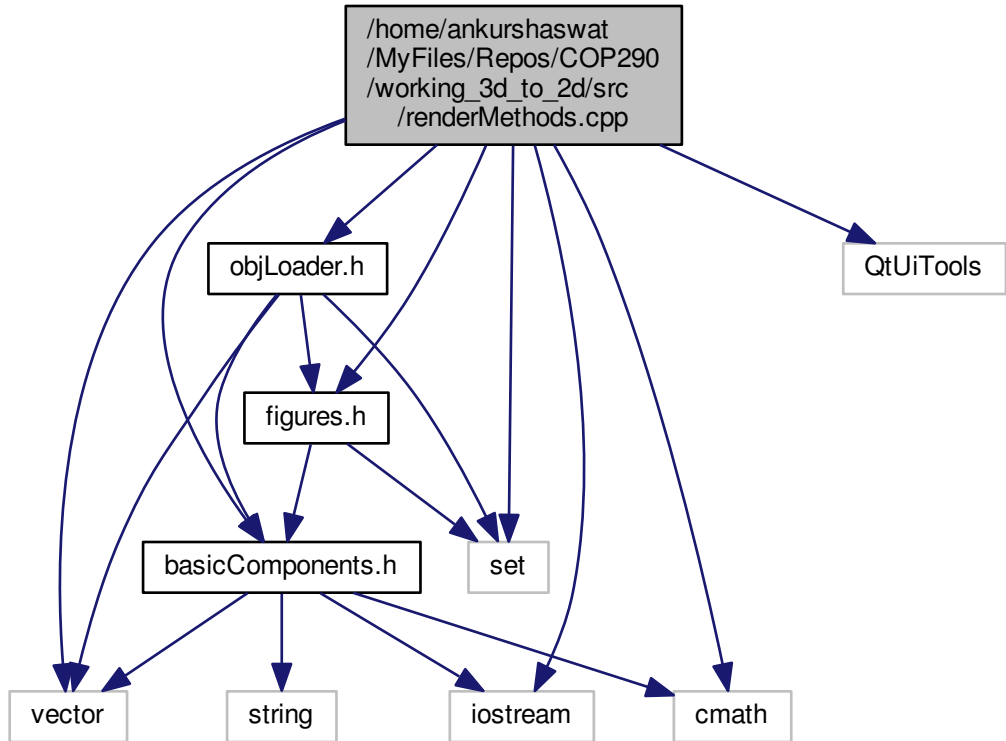 /home/ankurshaswat
/MyFiles/Repos/COP290
/working_3d_to_2d/src
/renderMethods.cpp
objLoader.h
QtUiTools
figures.h
basicComponents.h
set
vector
string
iostream
cmath